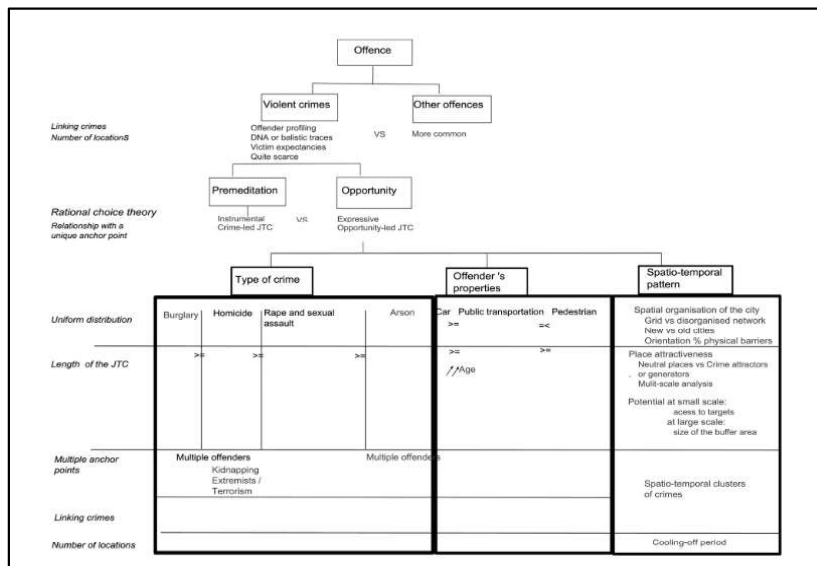 Offence
Violent crimes
Other offences
Linking crimes
Number of locationS
Offender profiling
DNA or balistic traces
Victim expectancies
Quite scarce
VS
More common
Premeditation
Opportunity
Rational choice theory
Relationship with a
unique anchor point
Instrumental
Crime-led JTC
VS
Expressive
Opportunity-led JTC
Type of crime
Offender 's
properties
Spatio-temporal
pattern
Uniform distribution
Burglary
Homicide
Rape and sexual
assault
Arson
Car
Public transportation
Pedestrian
>=
=<
Spatial organisation of the city
Grid vs disorganised network
New vs old cities
Orientation % physical barriers
Length of the JTC
>=
>=
>=
>=
>=
Age
Place attractiveness
Neutral places vs Crime attractors
. or generators
Mulit-scale analysis
Potential at small scale:
acess to targets
at large scale:
size of the buffer area
Multiple anchor
points
Multiple offenders
Kidnapping
Extremists /
Terrorism
Multiple offenders
Spatio-temporal clusters
of crimes
Linking crimes
Number of locations
Cooling-off period